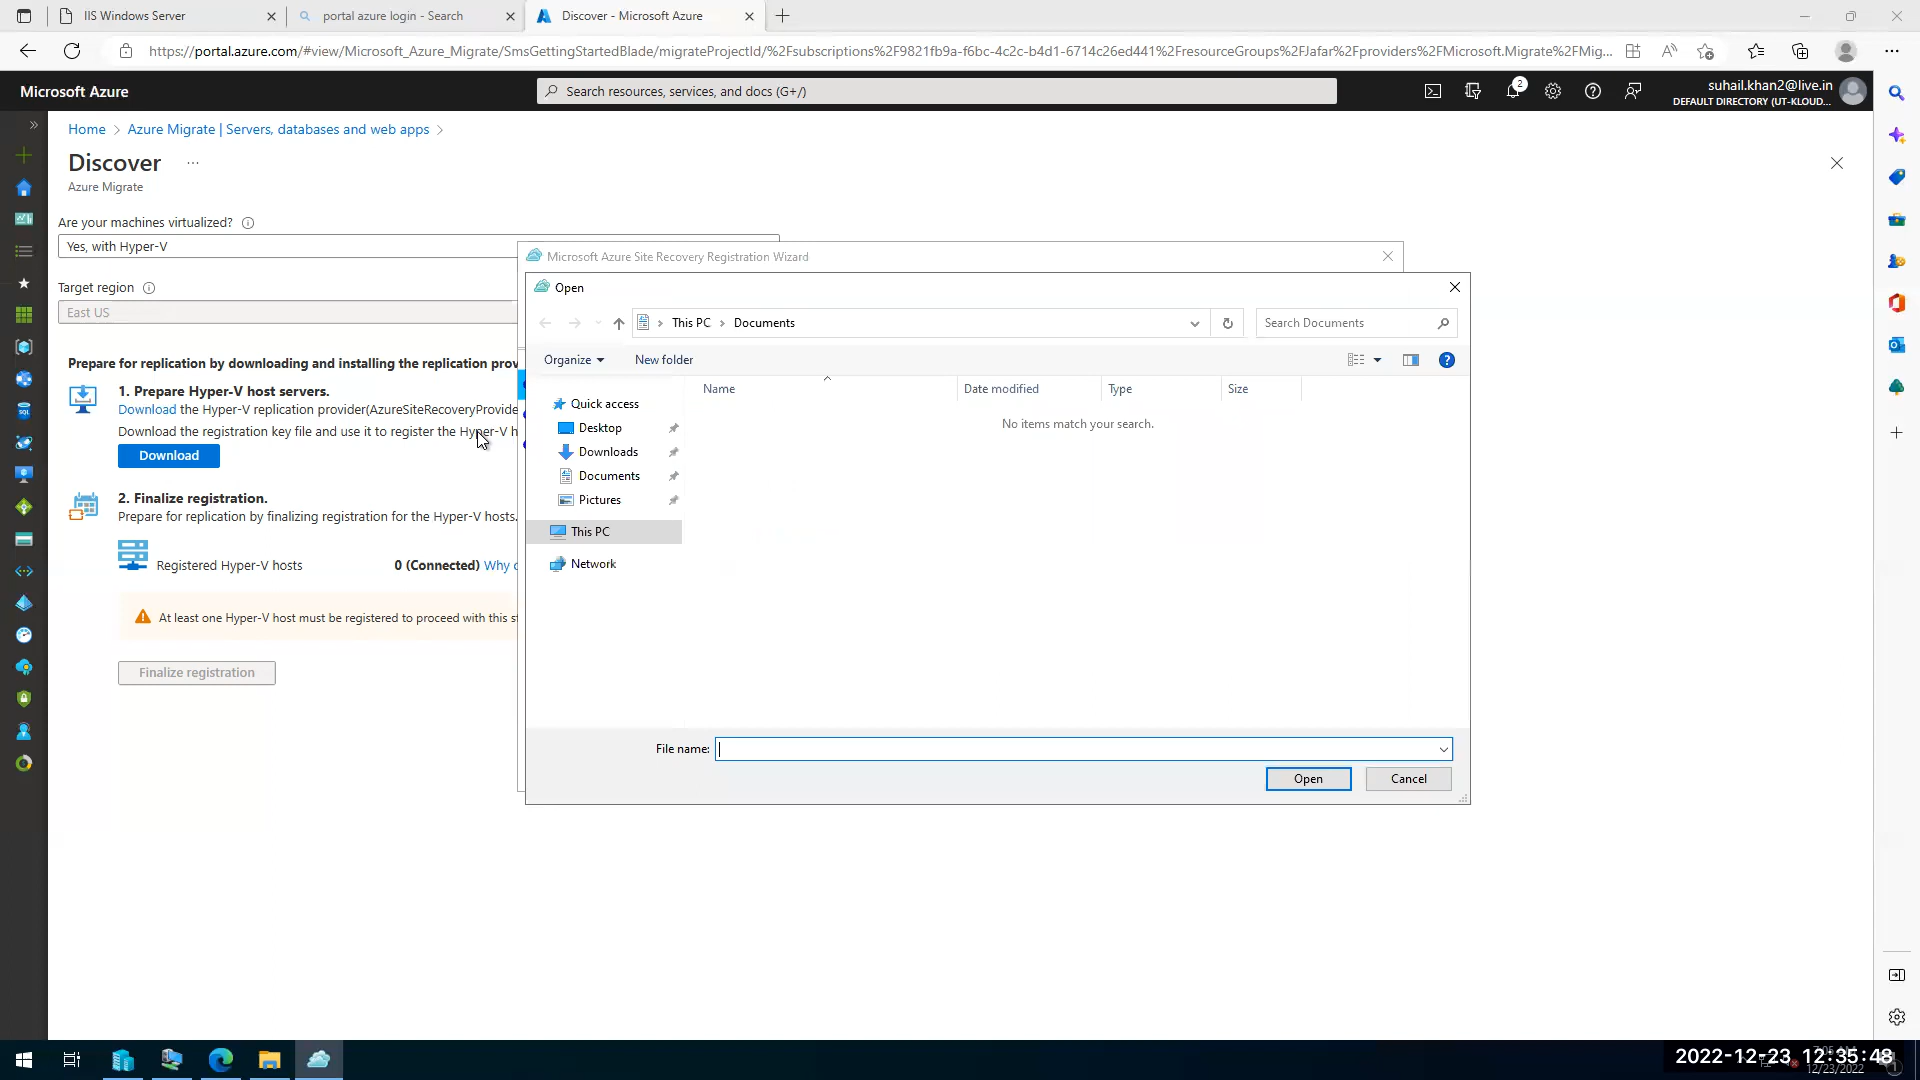 IIS Windows Server
portal azure login - Search
Discover - Microsoft Azure
https://portal.azure.com/#view/Microsoft_Azure_Migrate/SmsGettingStartedBlade/migrateProjectId/%2Fsubscriptions%2F9821fb9a-f6bc-4c2c-b4d1-6714c26ed441%2FresourceGroups%2FJafar%2Fproviders%2FMicrosoft.Migrate%2FMig...
Microsoft Azure
Search resources, services, and docs (G+/)
2
suhail.khan2@live.in
DEFAULT DIRECTORY (UT-KLOUD...
Home > Azure Migrate | Servers, databases and web apps >
Discover ...
Azure Migrate
Are your machines virtualized?
Yes, with Hyper-V
Target region
East US
Prepare for replication by downloading and installing the replication prov
1. Prepare Hyper-V host servers.
Download the Hyper-V replication provider(AzureSiteRecoveryProvide
Download the registration key file and use it to register the Hyper-V h
Download
2. Finalize registration.
Prepare for replication by finalizing registration for the Hyper-V hosts.
Registered Hyper-V hosts
0 (Connected) Why c
At least one Hyper-V host must be registered to proceed with this st
Finalize registration
Microsoft Azure Site Recovery Registration Wizard
Open
This PC > Documents
Search Documents
Organize
New folder
Name
Date modified
Type
Size
Quick access
Desktop
Downloads
Documents
Pictures
This PC
Network
No items match your search.
File name:
Open
Cancel
2022-12-23 12:35:48
12/23/2022